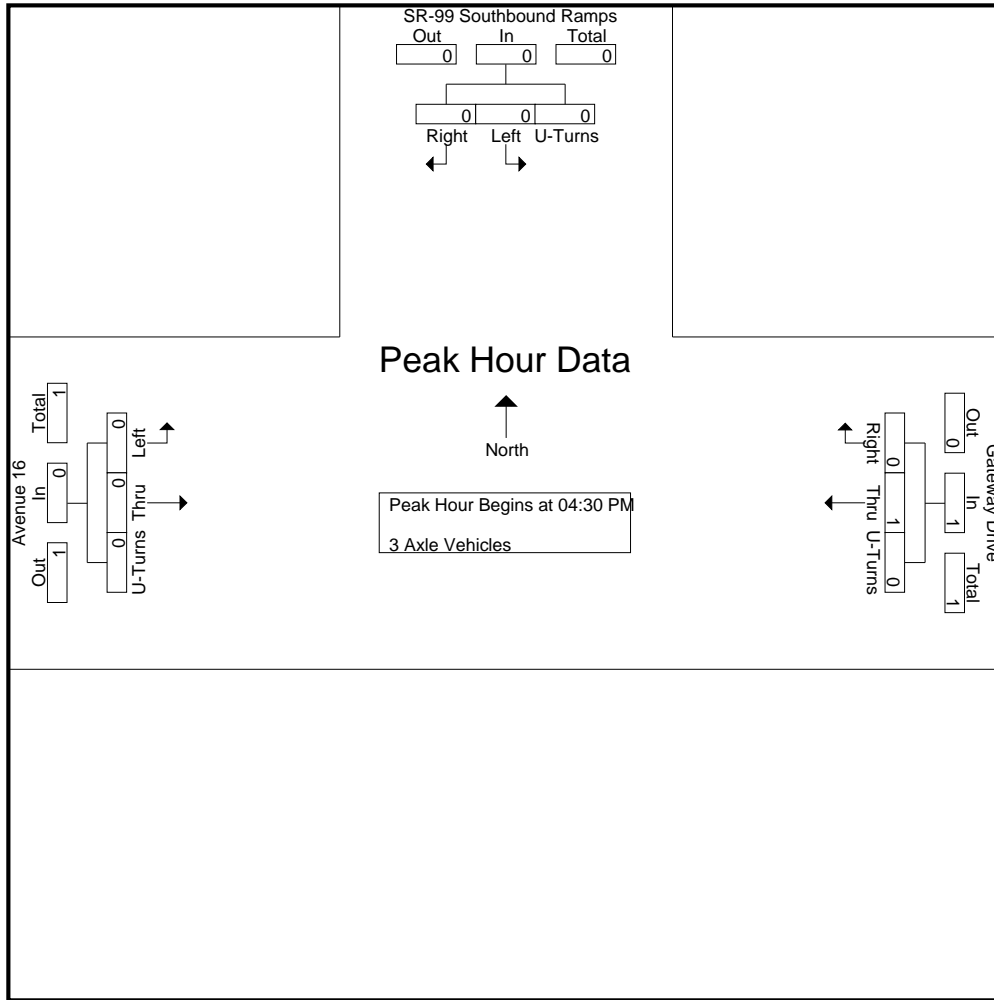 SR-99 Southbound Ramps
Out In Total
0 0 0
0 0 0
Right Left U-Turns
Peak Hour Data
North
Peak Hour Begins at 04:30 PM
3 Axle Vehicles
Avenue 16
Out In Total
1 0 1
0 0 0
Left Thru U-Turns
Gateway Drive
Out In Total
0 1 1
0 1 0
Right Thru U-Turns